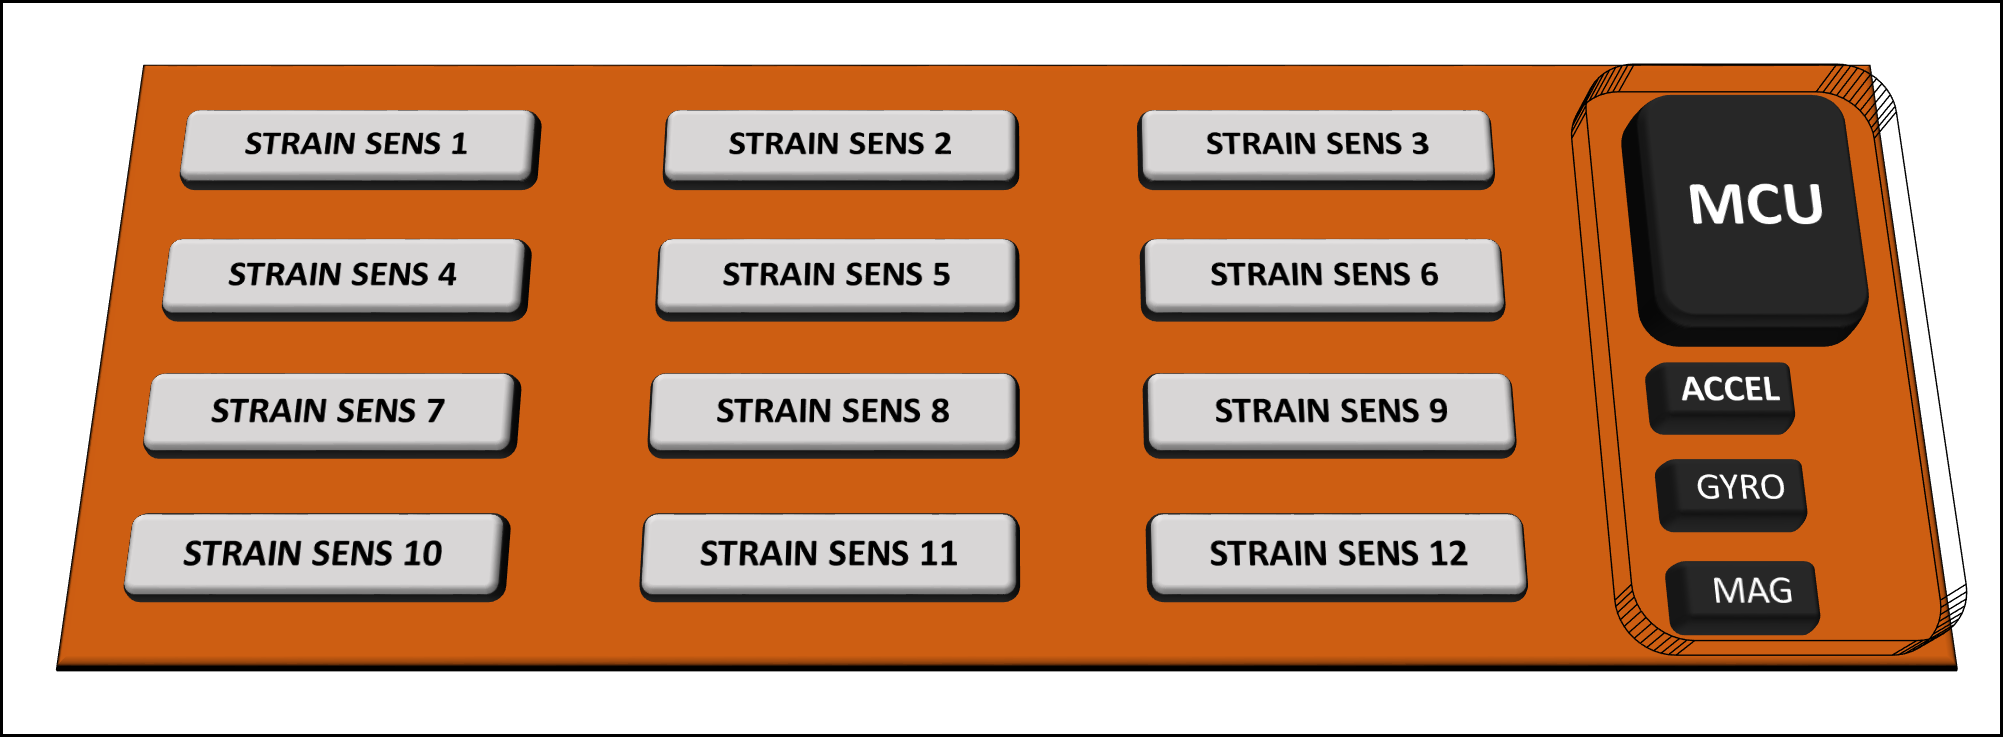 STRAIN SENS 1
STRAIN SENS 2
STRAIN SENS 3
STRAIN SENS 4
STRAIN SENS 5
STRAIN SENS 6
STRAIN SENS 7
STRAIN SENS 8
STRAIN SENS 9
STRAIN SENS 10
STRAIN SENS 11
STRAIN SENS 12
MCU
ACCEL
GYRO
MAG